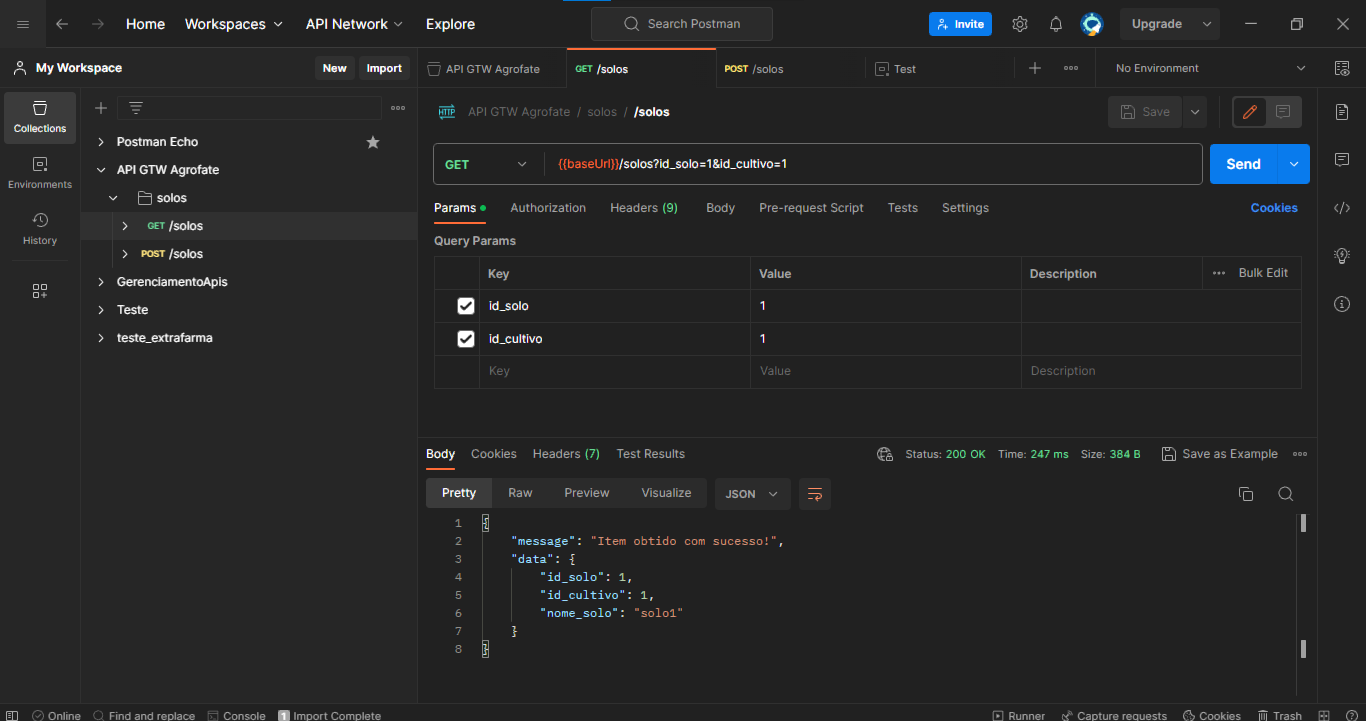 Home Workspaces API Network Explore Search Postman Invite Upgrade
My Workspace New Import
API GTW Agrofate GET /solos POST /solos Test No Environment
Collections
Environments
History
Postman Echo
API GTW Agrofate
solos
GET /solos
POST /solos
GerenciamentoApis
Teste
teste_extrafarma
HTTP API GTW Agrofate / solos / /solos Save
GET {{baseUrl}}/solos?id_solo=1&id_cultivo=1 Send
Params Authorization Headers (9) Body Pre-request Script Tests Settings Cookies
Query Params
Key Value Description Bulk Edit
id_solo 1
id_cultivo 1
Key Value Description
Body Cookies Headers (7) Test Results Status: 200 OK Time: 247 ms Size: 384 B Save as Example
Pretty Raw Preview Visualize JSON
1 {
2 "message": "Item obtido com sucesso!",
3 "data": {
4 "id_solo": 1,
5 "id_cultivo": 1,
6 "nome_solo": "solo1"
7 }
8 }
Online Find and replace Console 1 Import Complete Runner Capture requests Cookies Trash